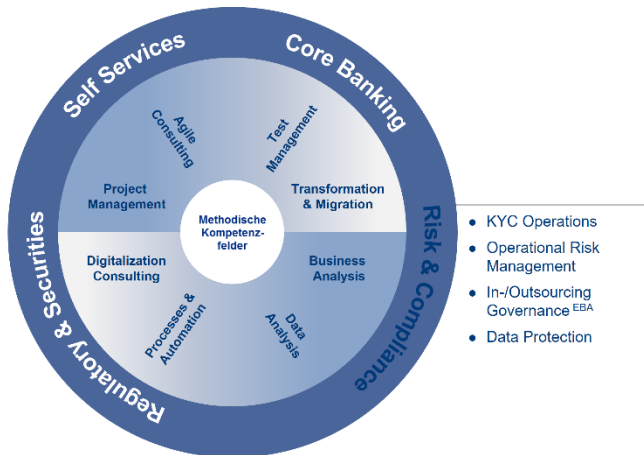 Self Services
Core Banking
Agile
Consulting
Test
Management
Project
Management
Transformation
& Migration
Methodische
Kompetenz-
felder
Digitalization
Consulting
Business
Analysis
Processes &
Automation
Data
Analysis
Regulatory & Securities
Risk & Compliance
• KYC Operations
• Operational Risk
Management
• In-/Outsourcing
Governance EBA
• Data Protection